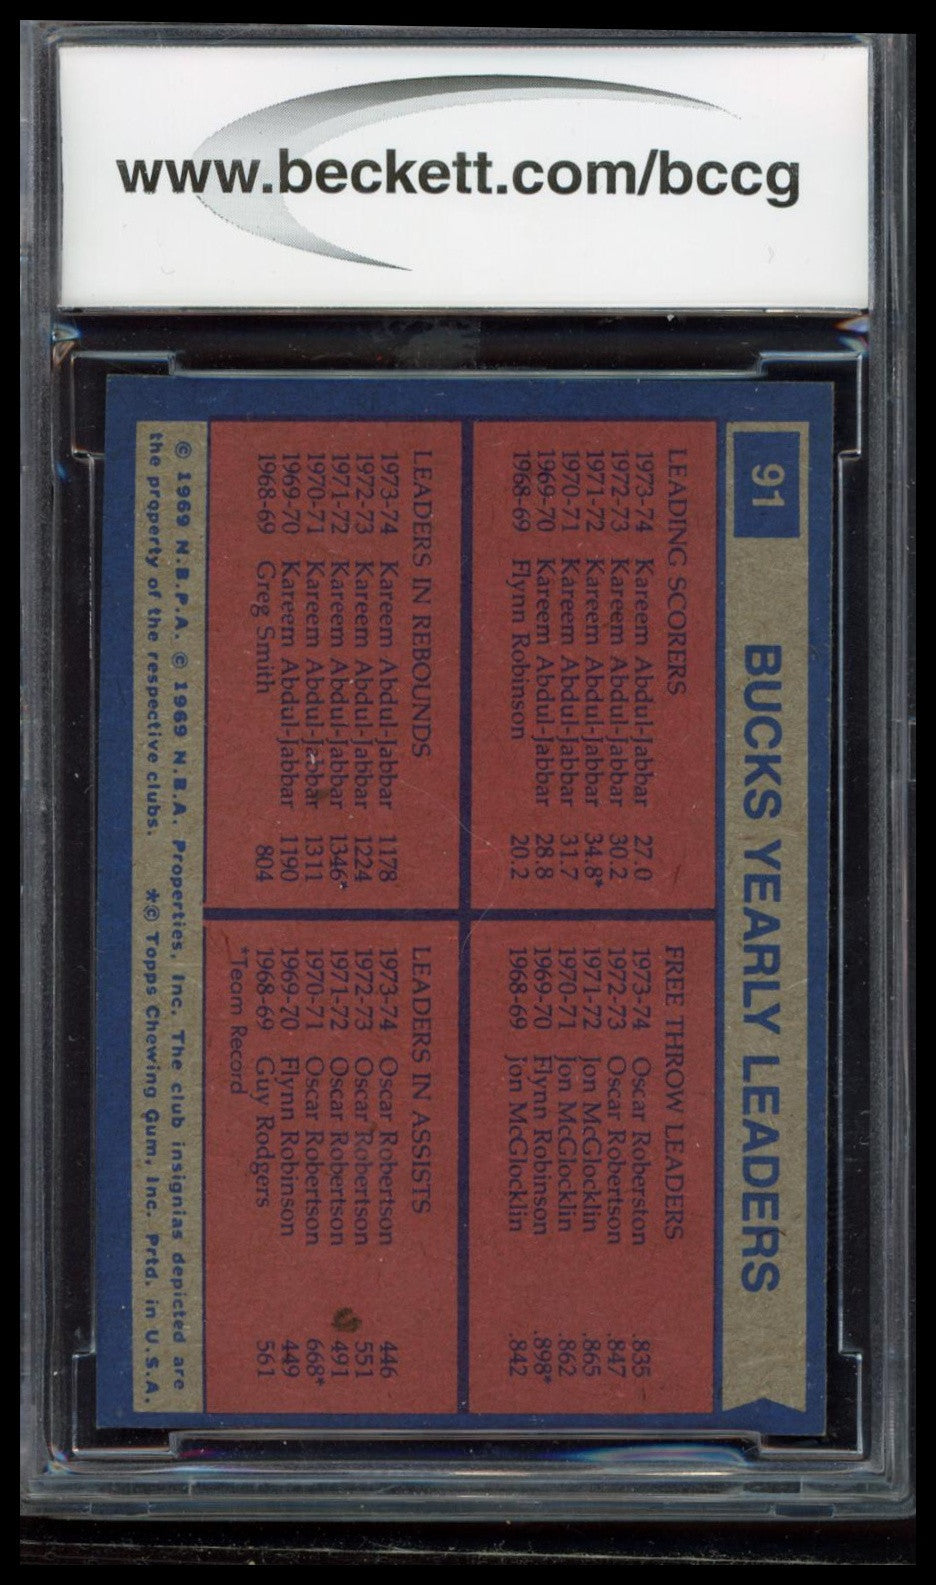 www.beckett.com/bccg
91 BUCKS YEARLY LEADERS
LEADING SCORERS
1973-74 Kareem Abdul-Jabbar 27.0
1972-73 Kareem Abdul-Jabbar 30.2
1971-72 Kareem Abdul-Jabbar 34.8*
1970-71 Kareem Abdul-Jabbar 31.7
1969-70 Kareem Abdul-Jabbar 28.8
1968-69 Flynn Robinson 20.2
FREE THROW LEADERS
1973-74 Oscar Roberston .835
1972-73 Oscar Robertson .847
1971-72 Jon McGlocklin .865
1970-71 Jon McGlocklin .862
1969-70 Flynn Robinson .898*
1968-69 Jon McGlocklin .842
LEADERS IN REBOUNDS
1973-74 Kareem Abdul-Jabbar 1178
1972-73 Kareem Abdul-Jabbar 1224
1971-72 Kareem Abdul-Jabbar 1346*
1970-71 Kareem Abdul-Jabbar 1311
1969-70 Kareem Abdul-Jabbar 1190
1968-69 Greg Smith 804
LEADERS IN ASSISTS
1973-74 Oscar Robertson 446
1972-73 Oscar Robertson 551
1971-72 Oscar Robertson 491
1970-71 Oscar Robertson 668*
1969-70 Flynn Robinson 449
1968-69 Guy Rodgers 561
*Team Record
© 1969 N.B.P.A. © 1969 N.B.A. Properties, Inc. The club insignias depicted are
the property of the respective clubs. *© Topps Chewing Gum, Inc. Prtd. in U.S.A.